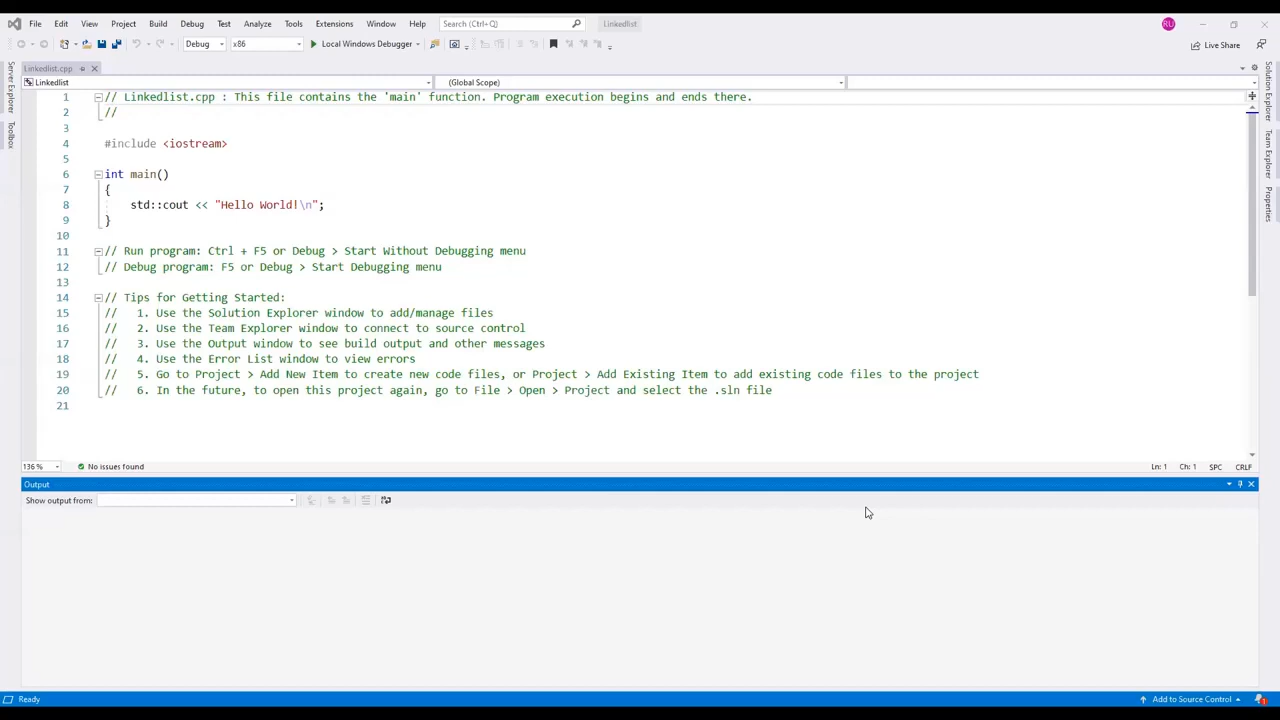 File Edit View Project Build Debug Test Analyze Tools Extensions Window Help Search (Ctrl+Q) Linkedlist RU
Debug x86 Local Windows Debugger Live Share
Linkedlist.cpp
Linkedlist (Global Scope)
Server Explorer
Toolbox
Solution Explorer
Team Explorer
Properties
1 // Linkedlist.cpp : This file contains the 'main' function. Program execution begins and ends there.
2 //
3
4 #include <iostream>
5
6 int main()
7 {
8 std::cout << "Hello World!\n";
9 }
10
11 // Run program: Ctrl + F5 or Debug > Start Without Debugging menu
12 // Debug program: F5 or Debug > Start Debugging menu
13
14 // Tips for Getting Started:
15 // 1. Use the Solution Explorer window to add/manage files
16 // 2. Use the Team Explorer window to connect to source control
17 // 3. Use the Output window to see build output and other messages
18 // 4. Use the Error List window to view errors
19 // 5. Go to Project > Add New Item to create new code files, or Project > Add Existing Item to add existing code files to the project
20 // 6. In the future, to open this project again, go to File > Open > Project and select the .sln file
21
136 % No issues found Ln: 1 Ch: 1 SPC CRLF
Output
Show output from:
Ready Add to Source Control 1